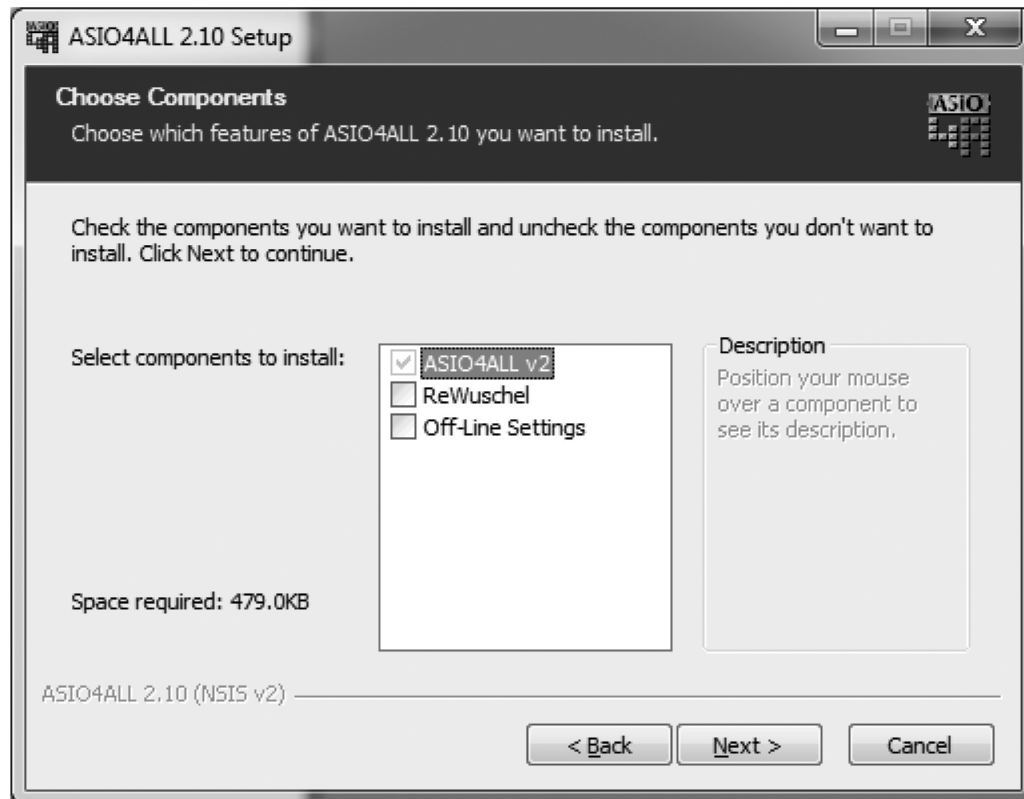 ASIO4ALL 2.10 Setup
Choose Components
Choose which features of ASIO4ALL 2.10 you want to install.
ASIO
Check the components you want to install and uncheck the components you don't want to
install. Click Next to continue.
Select components to install:
ASIO4ALL v2
ReWuschel
Off-Line Settings
Description
Position your mouse
over a component to
see its description.
Space required: 479.0KB
ASIO4ALL 2.10 (NSIS v2)
< Back
Next >
Cancel